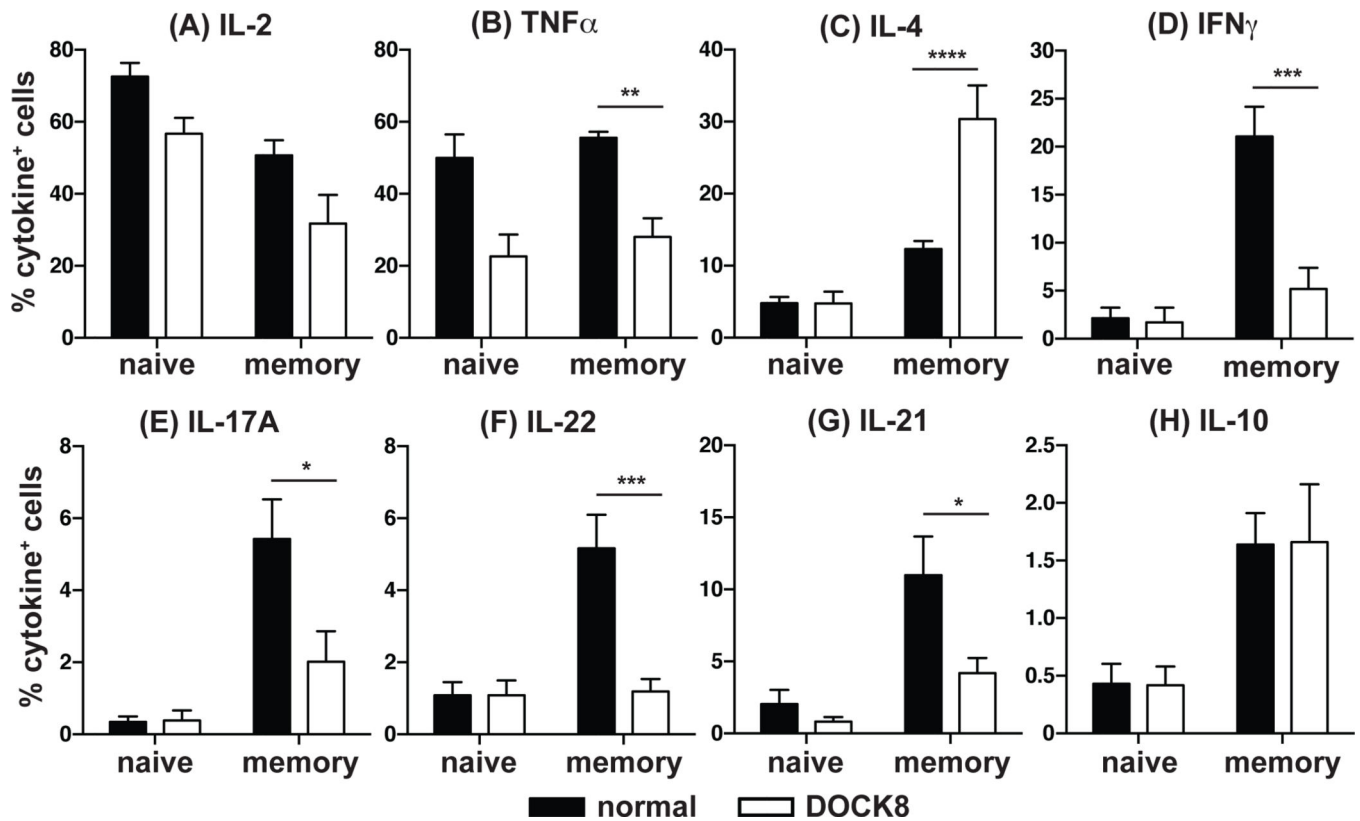 (A) IL-2
(B) TNFα
(C) IL-4
(D) IFNγ
% cytokine⁺ cells
80
60
40
20
0
naive
memory
80
60
40
20
0
**
naive
memory
40
30
20
10
0
****
naive
memory
30
25
20
15
10
5
0
***
naive
memory
(E) IL-17A
(F) IL-22
(G) IL-21
(H) IL-10
% cytokine⁺ cells
8
6
4
2
0
*
naive
memory
8
6
4
2
0
***
naive
memory
20
15
10
5
0
*
naive
memory
2.5
2.0
1.5
1.0
0.5
0
naive
memory
normal
DOCK8